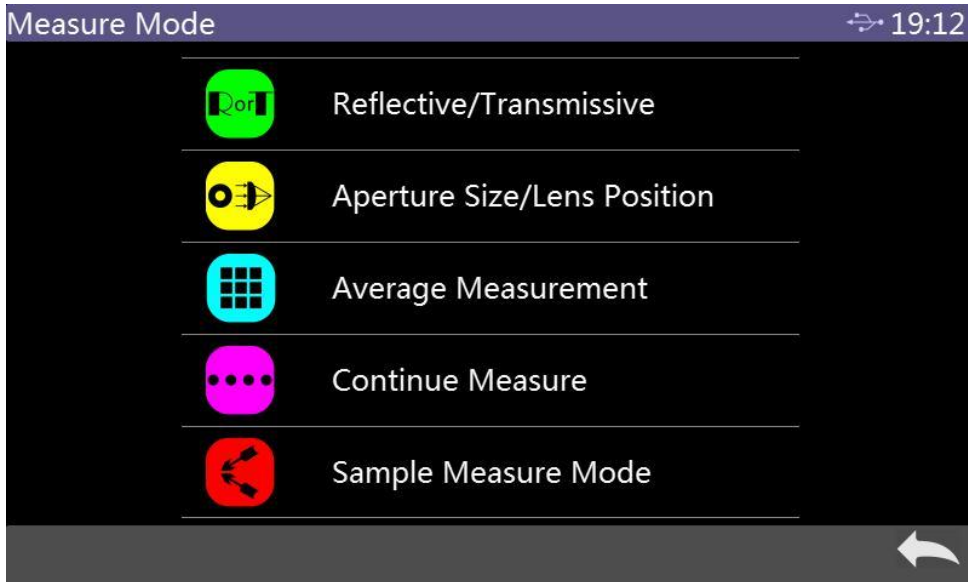 Measure Mode
19:12
RorT
Reflective/Transmissive
Aperture Size/Lens Position
Average Measurement
Continue Measure
Sample Measure Mode